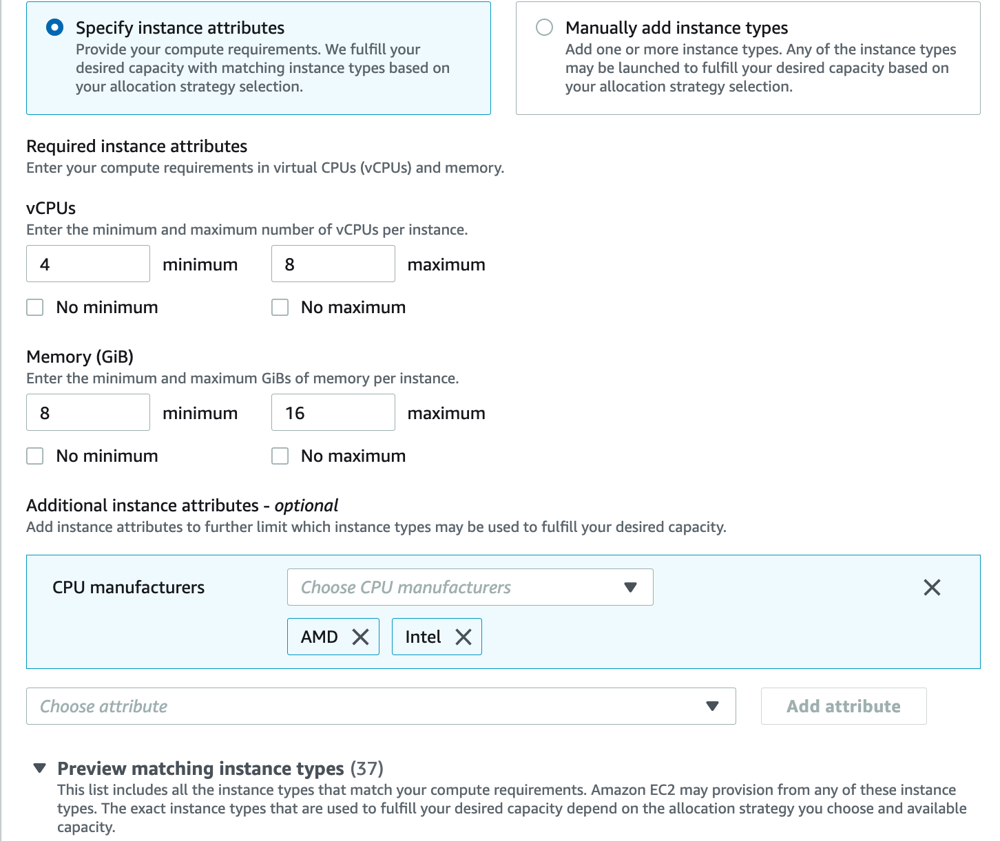 Specify instance attributes
Provide your compute requirements. We fulfill your
desired capacity with matching instance types based on
your allocation strategy selection.
Manually add instance types
Add one or more instance types. Any of the instance types
may be launched to fulfill your desired capacity based on
your allocation strategy selection.
Required instance attributes
Enter your compute requirements in virtual CPUs (vCPUs) and memory.
vCPUs
Enter the minimum and maximum number of vCPUs per instance.
4 minimum 8 maximum
No minimum No maximum
Memory (GiB)
Enter the minimum and maximum GiBs of memory per instance.
8 minimum 16 maximum
No minimum No maximum
Additional instance attributes - optional
Add instance attributes to further limit which instance types may be used to fulfill your desired capacity.
CPU manufacturers Choose CPU manufacturers
AMD Intel
Choose attribute Add attribute
Preview matching instance types (37)
This list includes all the instance types that match your compute requirements. Amazon EC2 may provision from any of these instance
types. The exact instance types that are used to fulfill your desired capacity depend on the allocation strategy you choose and available
capacity.